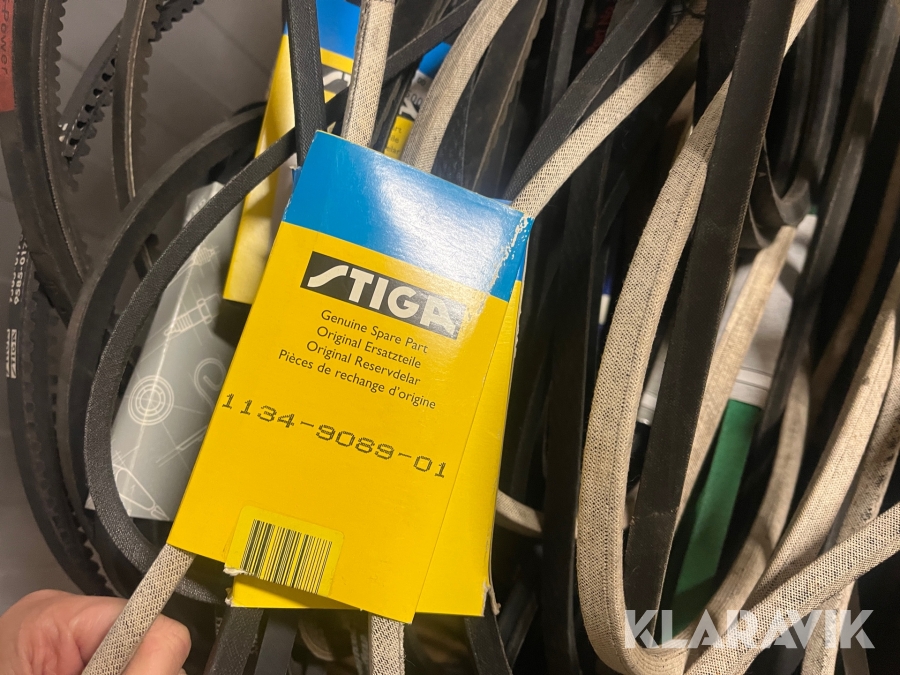 STIGA
Genuine Spare Part
Original Ersatzteile
Original Reservdelar
Pièces de rechange d'origine
1134-9089-01
KLARAVIK